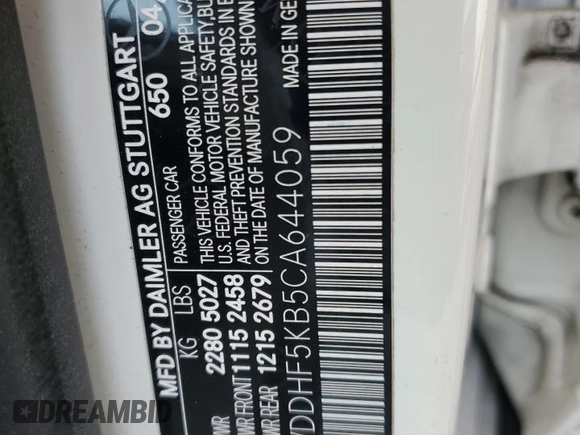 MFD BY DAIMLER AG STUTTGART
650 04
KG LBS PASSENGER CAR
2280 5027 THIS VEHICLE CONFORMS TO ALL
FRONT 1115 2458 U.S. FEDERAL MOTOR VEHICLE SAFETY,
REAR 1215 2679 AND THEFT PREVENTION STANDARDS IN
ON THE DATE OF MANUFACTURE SHOWN
DDHF5KB5CA644059 MADE IN
DREAMBID